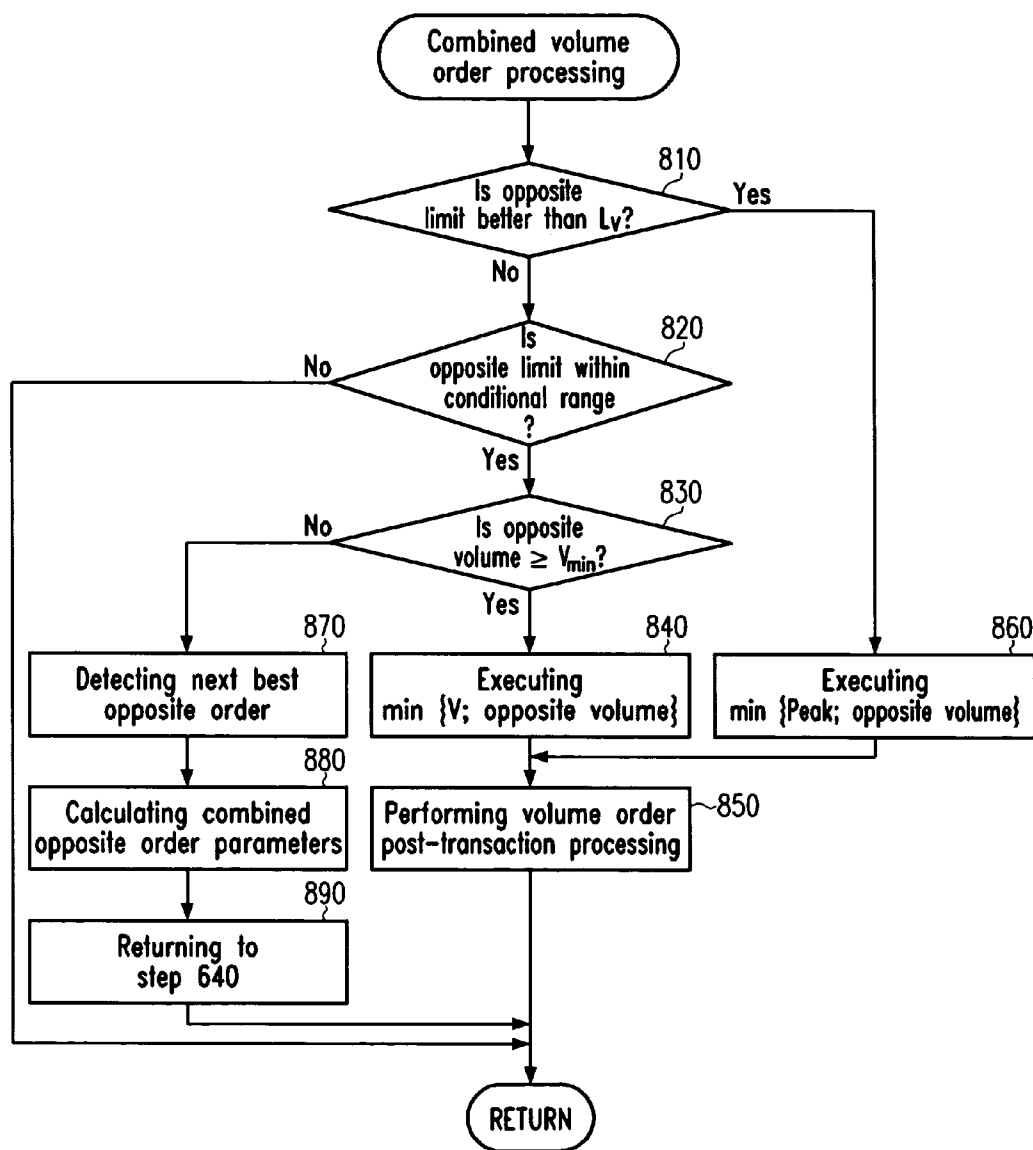 Combined volume
order processing
810
Is opposite
limit better than LV?
Yes
No
820
Is
opposite limit within
conditional range
?
No
Yes
830
Is opposite
volume ≥ Vmin?
No
Yes
870
Detecting next best
opposite order
840
Executing
min {V; opposite volume}
860
Executing
min {Peak; opposite volume}
880
Calculating combined
opposite order parameters
Performing volume order
post-transaction processing
850
890
Returning to
step 640
RETURN